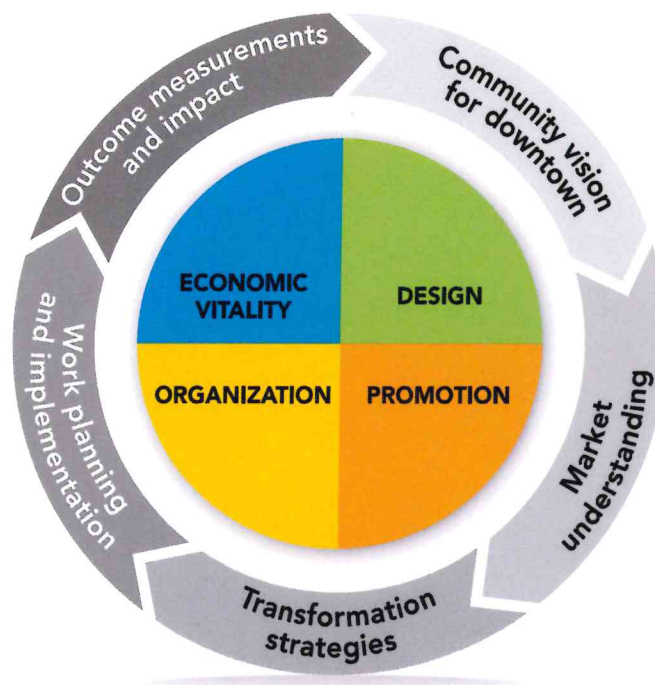 Outcome measurements
and impact
Community vision
for downtown
Market
understanding
Transformation
strategies
Work planning
and implementation
ECONOMIC
VITALITY
DESIGN
ORGANIZATION
PROMOTION